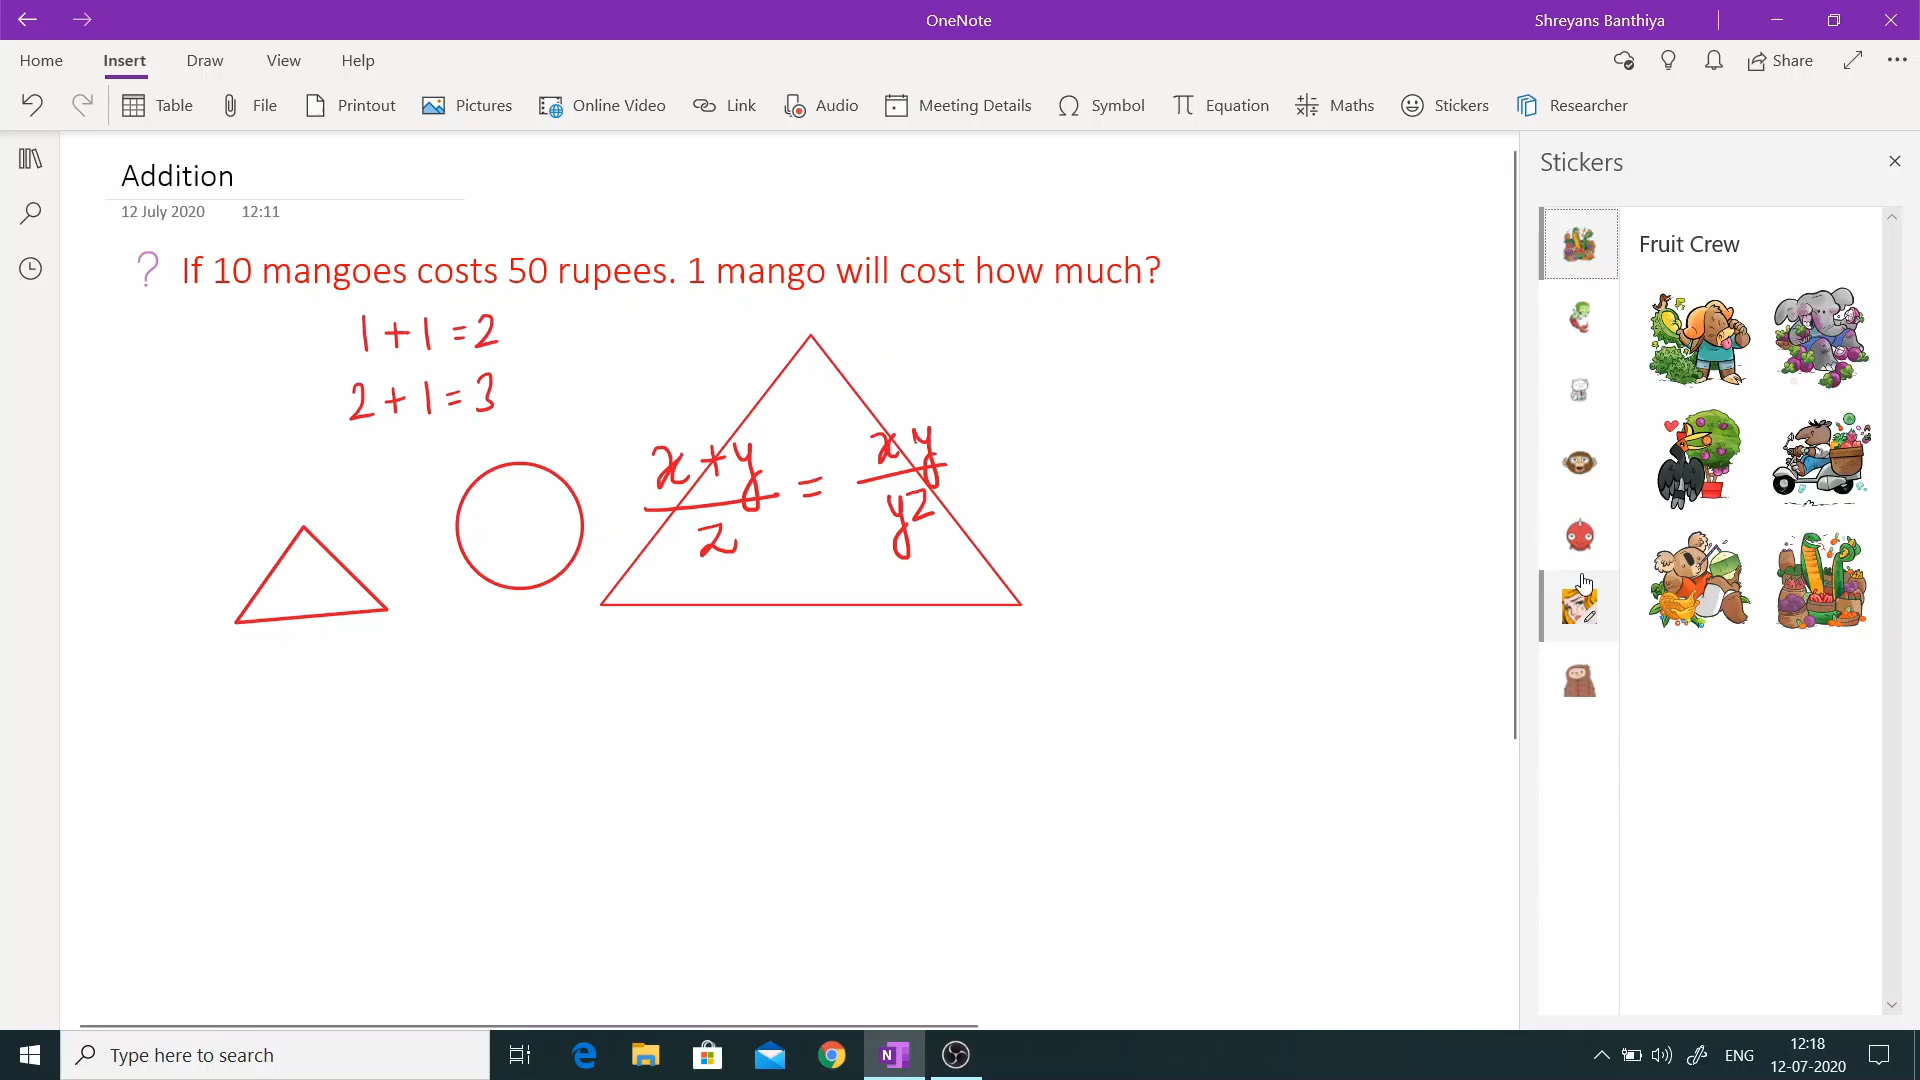 OneNote
Shreyans Banthiya
Home Insert Draw View Help
Share
Table File Printout Pictures Online Video Link Audio Meeting Details Symbol Equation Maths Stickers Researcher
Addition
12 July 2020 12:11
? If 10 mangoes costs 50 rupees. 1 mango will cost how much?
1 + 1 = 2
2 + 1 = 3
x + y = xy
2 y2
Stickers
Fruit Crew
Type here to search
N
ENG
12:18
12-07-2020